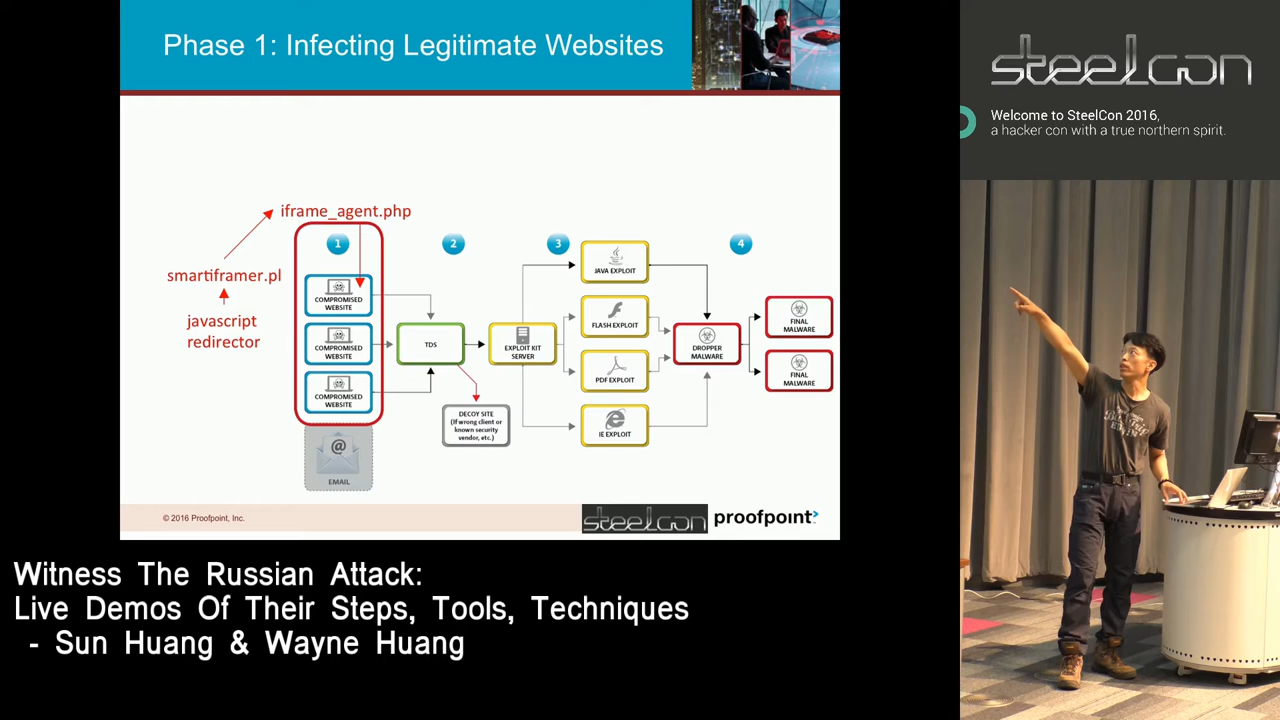 Phase 1: Infecting Legitimate Websites
steelcon
Welcome to SteelCon 2016,
a hacker con with a true northern spirit.
iframe_agent.php
1
2
3
4
smartiframer.pl
javascript
redirector
COMPROMISED
WEBSITE
COMPROMISED
WEBSITE
COMPROMISED
WEBSITE
@
EMAIL
TDS
DECOY SITE
(If wrong client or
known security
vendor, etc.)
EXPLOIT KIT
SERVER
JAVA EXPLOIT
FLASH EXPLOIT
PDF EXPLOIT
IE EXPLOIT
DROPPER
MALWARE
FINAL
MALWARE
FINAL
MALWARE
© 2016 Proofpoint, Inc.
steelcon
proofpoint
Witness The Russian Attack:
Live Demos Of Their Steps, Tools, Techniques
- Sun Huang & Wayne Huang